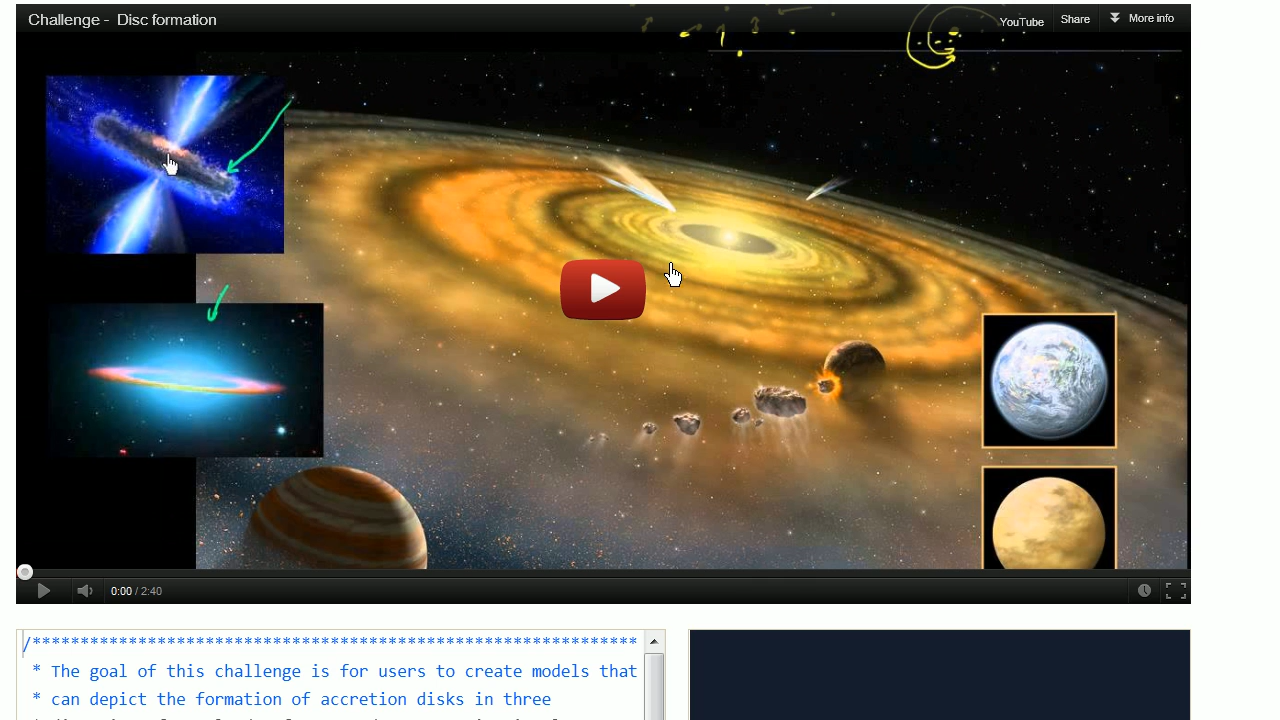 Challenge -  Disc formation
YouTube
Share
More info
0:00 / 2:40
/***************************************************************
* The goal of this challenge is for users to create models that
* can depict the formation of accretion disks in three